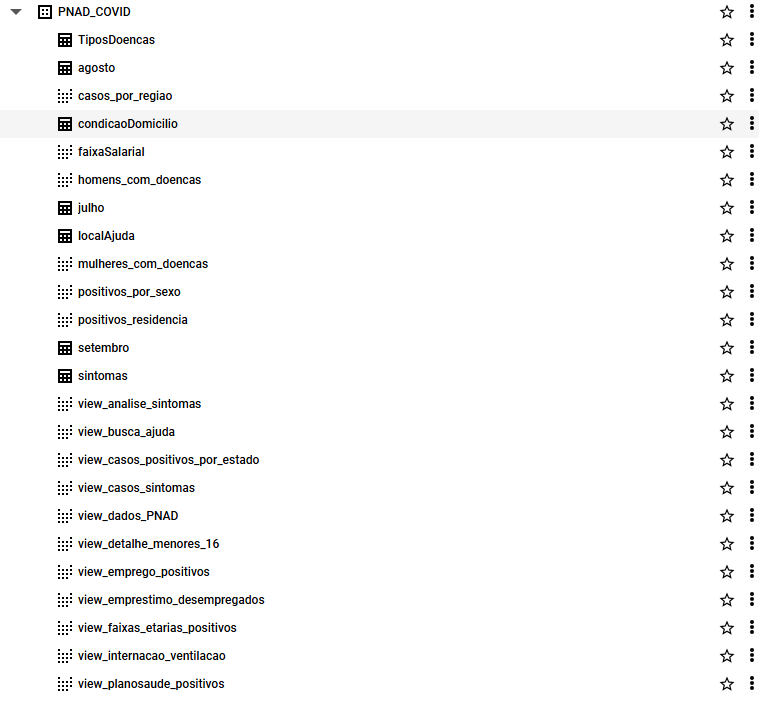 PNAD_COVID
TiposDoencas
agosto
casos_por_regiao
condicaoDomicilio
faixaSalarial
homens_com_doencas
julho
localAjuda
mulheres_com_doencas
positivos_por_sexo
positivos_residencia
setembro
sintomas
view_analise_sintomas
view_busca_ajuda
view_casos_positivos_por_estado
view_casos_sintomas
view_dados_PNAD
view_detalhe_menores_16
view_emprego_positivos
view_emprestimo_desempregados
view_faixas_etarias_positivos
view_internacao_ventilacao
view_planosaude_positivos